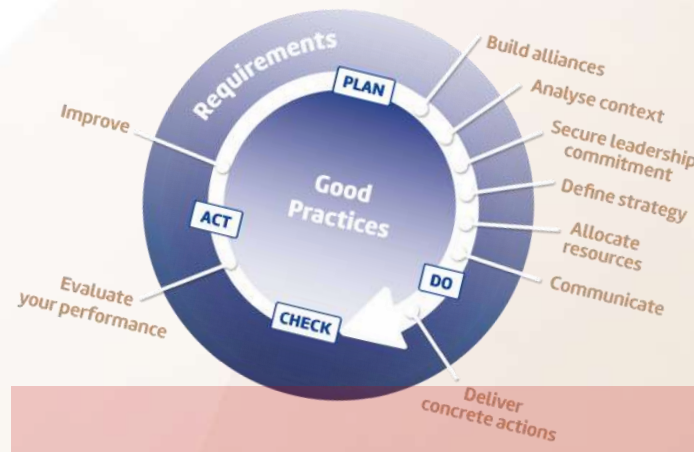 Requirements
PLAN
Build alliances
Analyse context
Secure leadership
commitment
Define strategy
Allocate
resources
Communicate
DO
Deliver
concrete actions
CHECK
Evaluate
your performance
ACT
Improve
Good
Practices